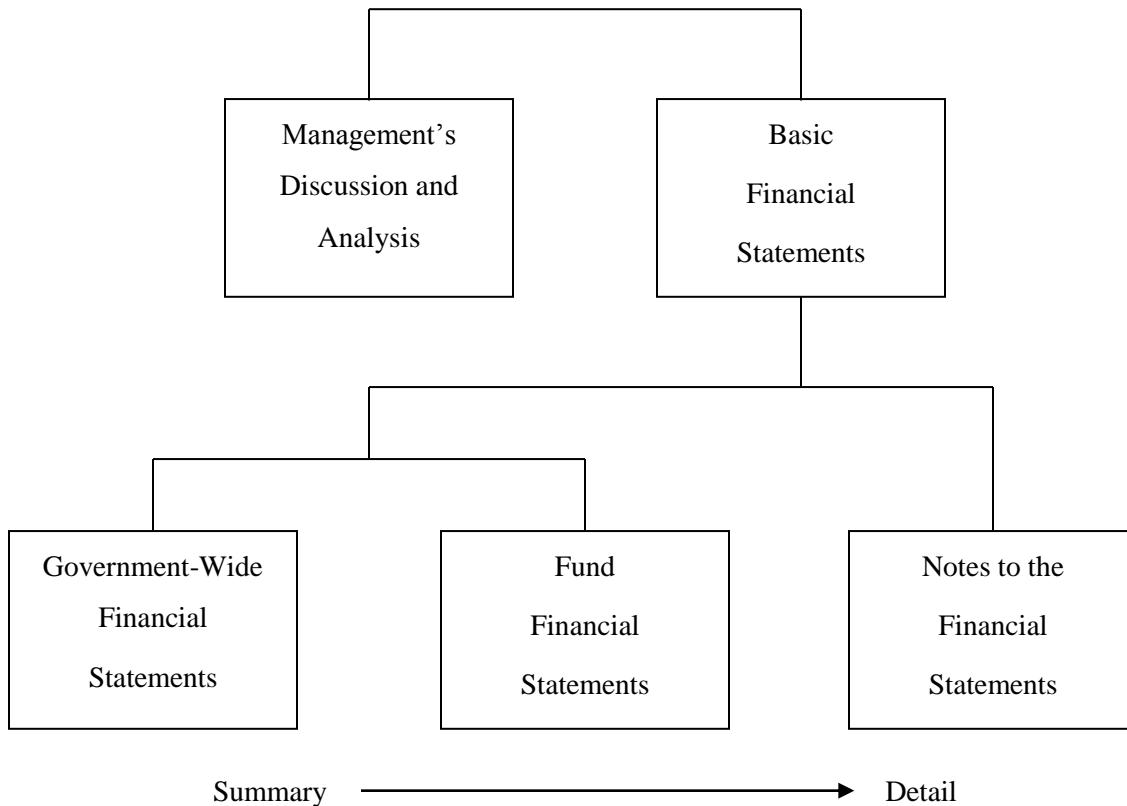 Management’s
Discussion and
Analysis
Basic
Financial
Statements
Government-Wide
Financial
Statements
Fund
Financial
Statements
Notes to the
Financial
Statements
Summary
Detail